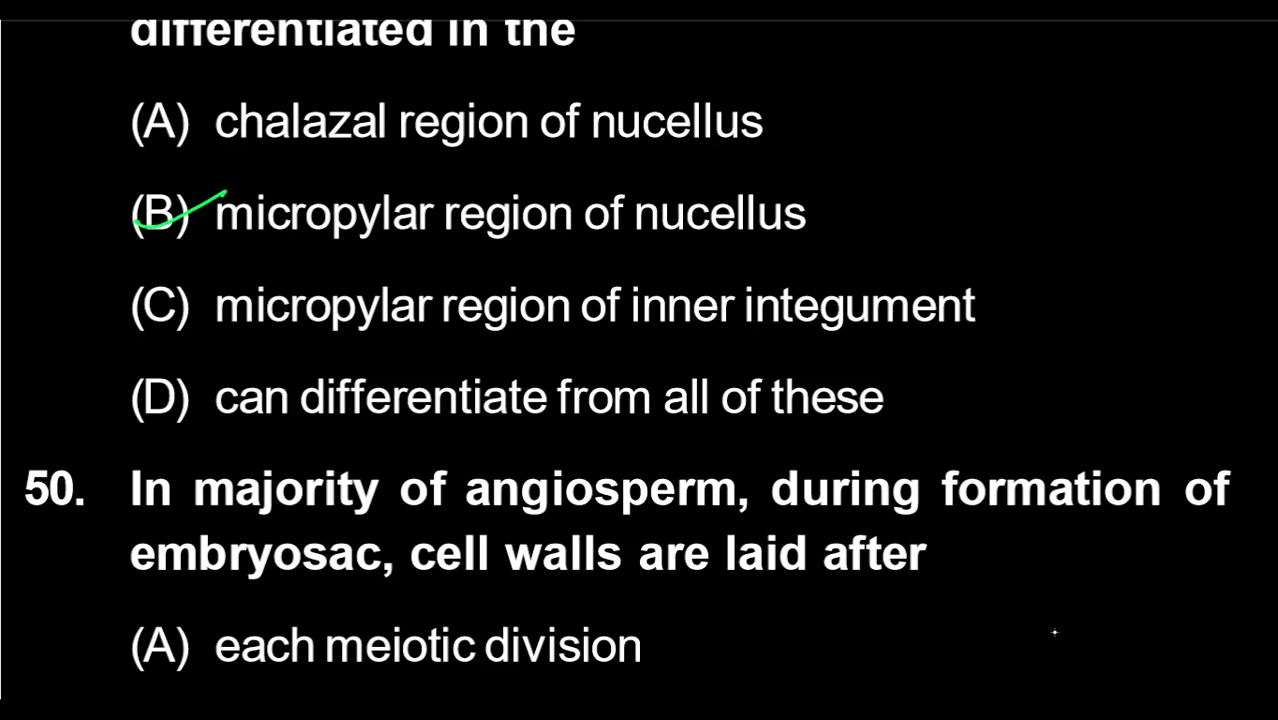 differentiated in the
(A) chalazal region of nucellus
(B) micropylar region of nucellus
(C) micropylar region of inner integument
(D) can differentiate from all of these
50. In majority of angiosperm, during formation of
embryosac, cell walls are laid after
(A) each meiotic division